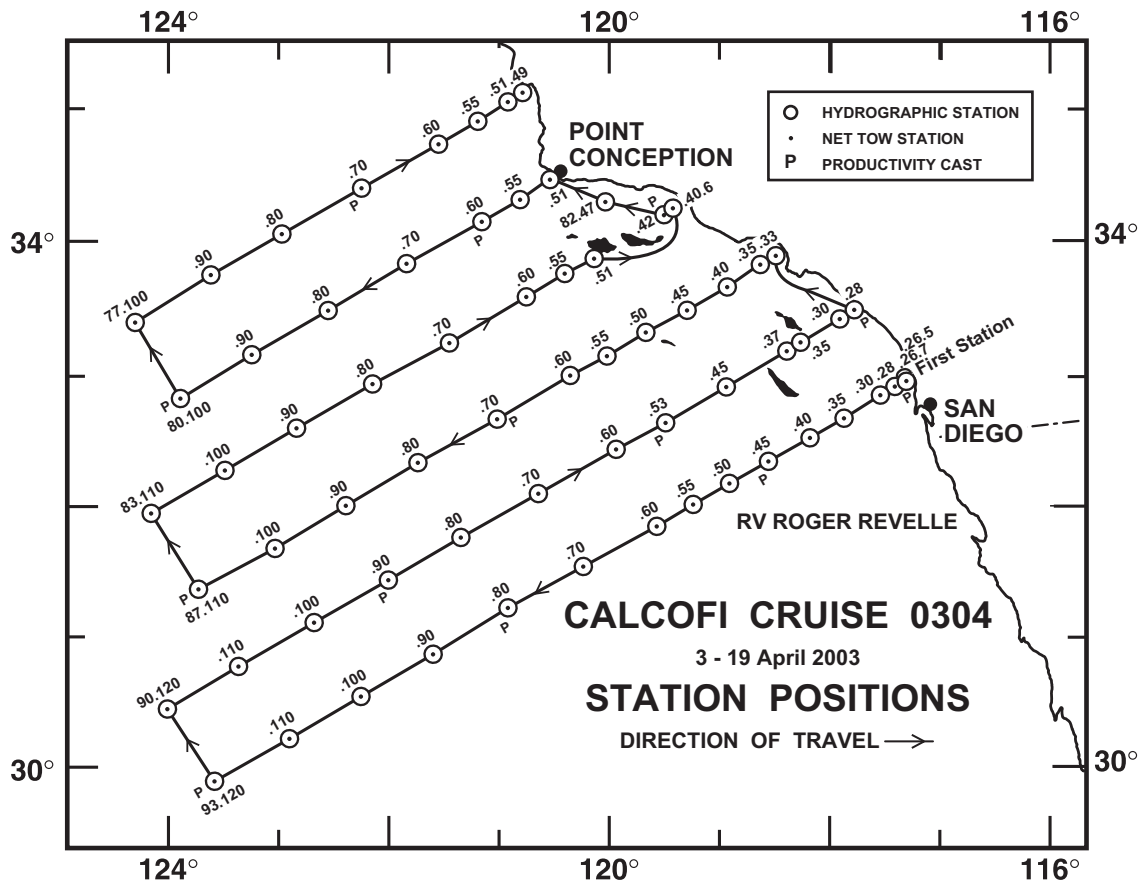 124° 120° 116°
.51 .49
.55
.60
.70
P
.80
.90
77.100
POINT
CONCEPTION
HYDROGRAPHIC STATION
NET TOW STATION
P PRODUCTIVITY CAST
34° 34°
.51
.55
.60
P
.70
.80
.90
P
80.100
82.47
P
.42
.40.6
.51
.55
.60
.70
.80
.90
.100
83.110
.33
.35
.40
.45
.50
.55
.60
.70
P
.80
.90
.100
P
87.110
.28
P
.30
.35
.37
.45
.53
P
.60
.70
.80
.90
P
.100
.110
90.120
.26.5
.26.7
First Station
P
.28
.30
.35
.40
.45
P
.50
.55
.60
.70
.80
P
.90
.100
.110
P
93.120
SAN
DIEGO
RV ROGER REVELLE
CALCOFI CRUISE 0304
3 - 19 April 2003
STATION POSITIONS
DIRECTION OF TRAVEL
30° 30°
124° 120° 116°